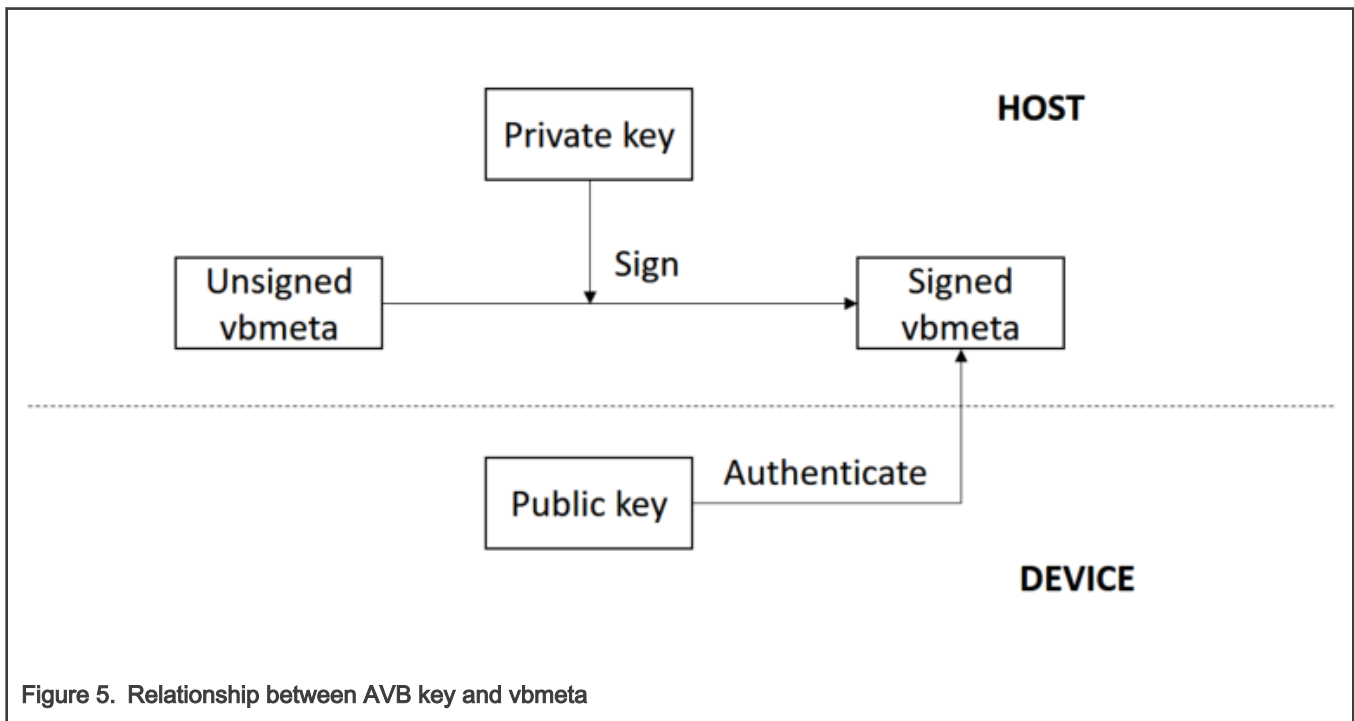 Private key
HOST
Sign
Unsigned
vbmeta
Signed
vbmeta
Public key
Authenticate
DEVICE
Figure 5. Relationship between AVB key and vbmeta